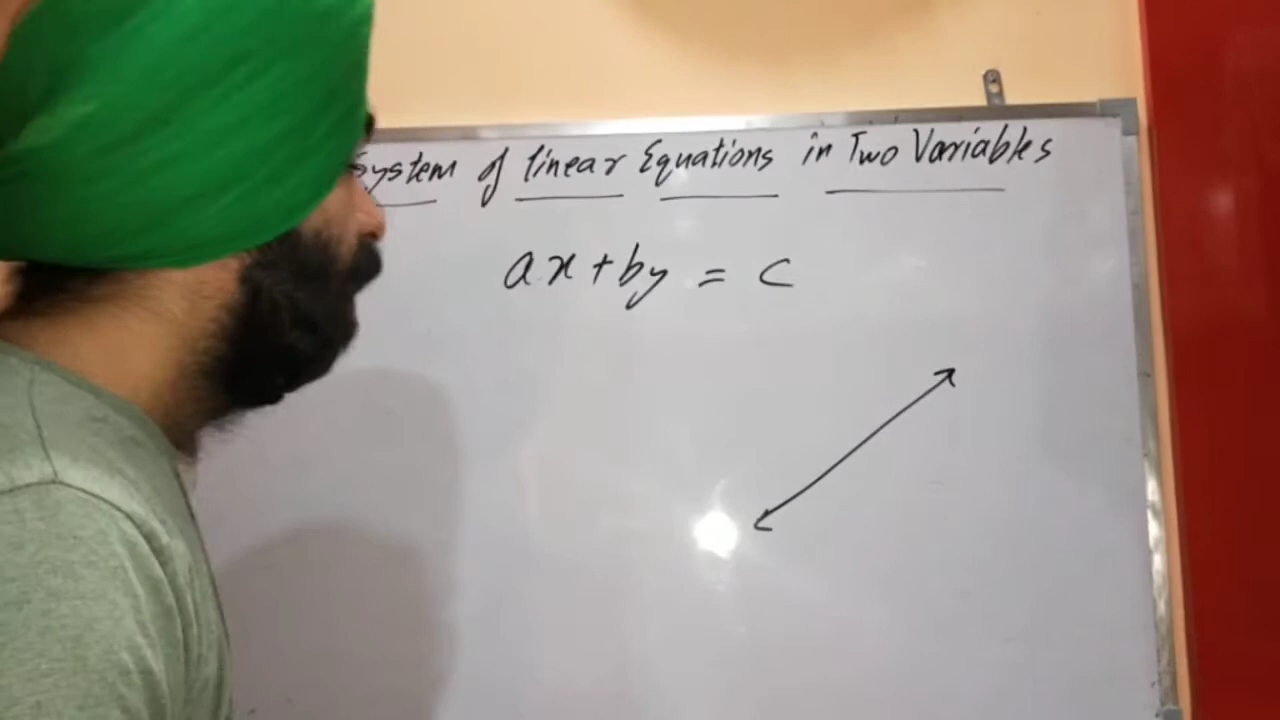 System of linear Equations in Two Variables
ax + by = c